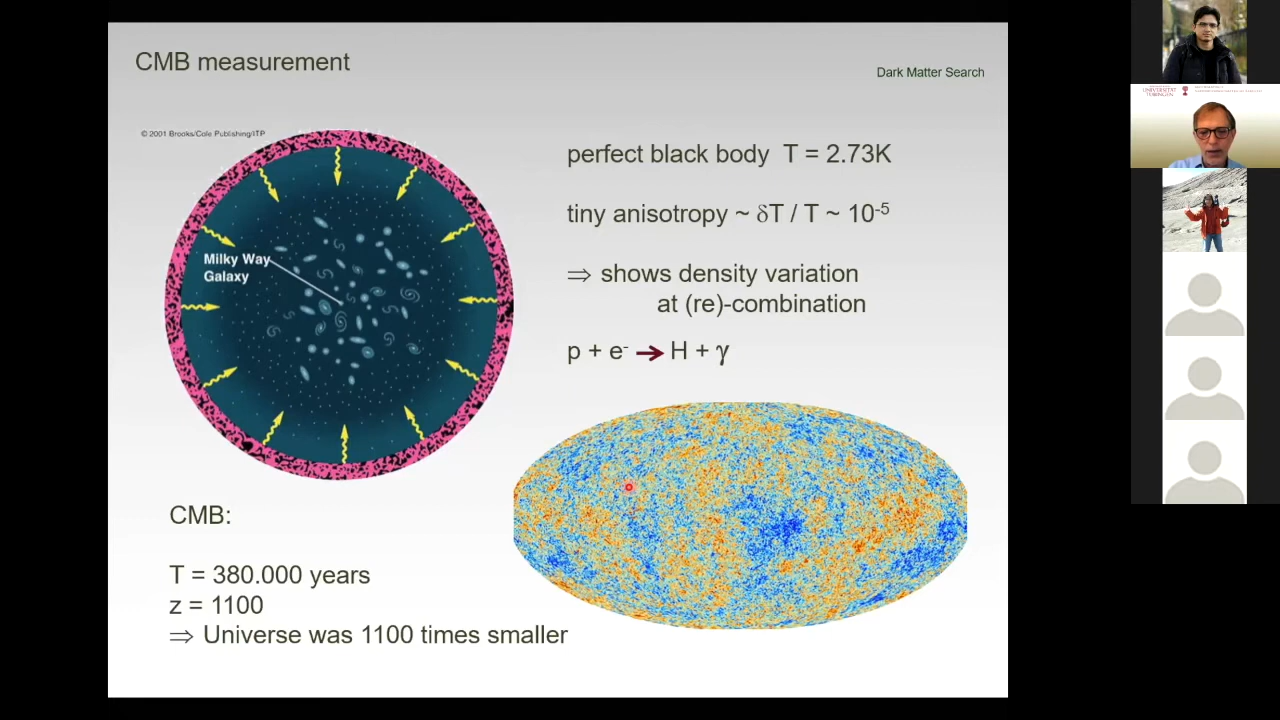 CMB measurement
Dark Matter Search
© 2001 Brooks/Cole Publishing/ITP
Milky Way
Galaxy
perfect black body T = 2.73K
tiny anisotropy ~ δT / T ~ 10⁻⁵
⇒ shows density variation
at (re)-combination
p + e⁻ → H + γ
CMB:
T = 380.000 years
z = 1100
⇒ Universe was 1100 times smaller
UNIVERSITÄT
TÜBINGEN